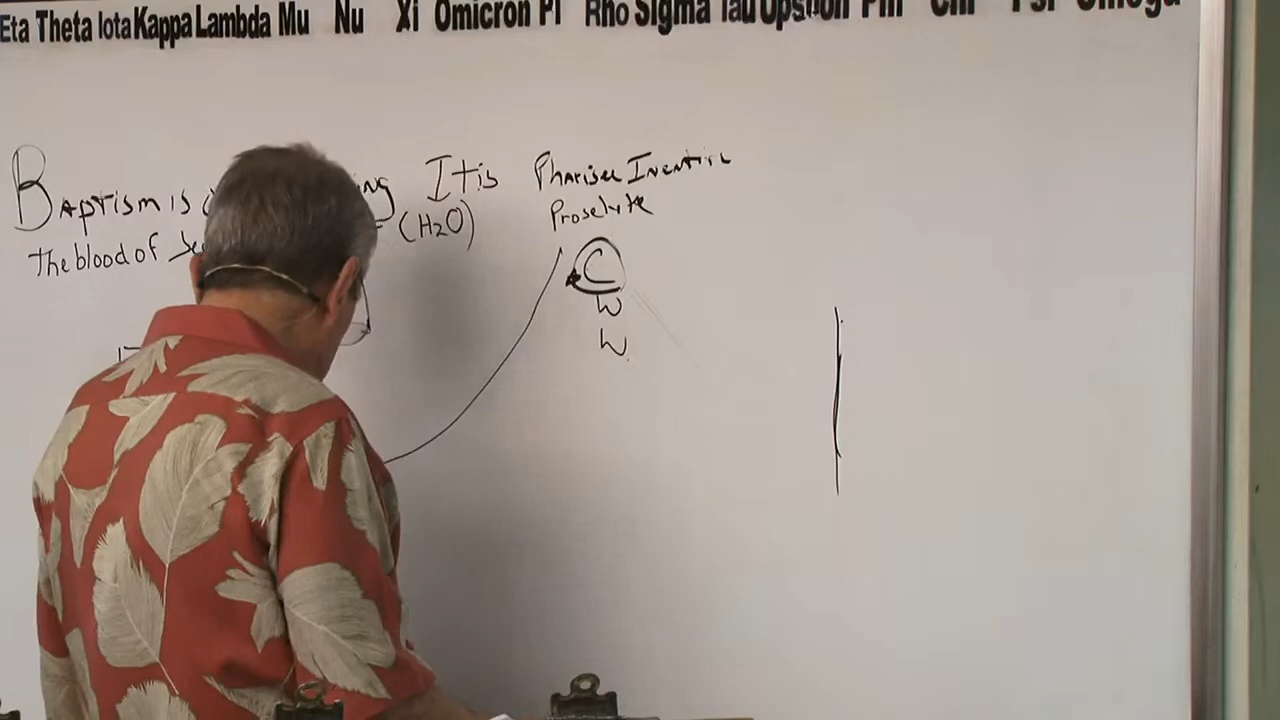 Eta Theta Iota Kappa Lambda Mu Nu Xi Omicron Pi Rho Sigma Tau Upsilon Phi Chi Psi Omega
Baptism is ing It is Pharisee
the blood of (H2O) Proselyte
C
W
W